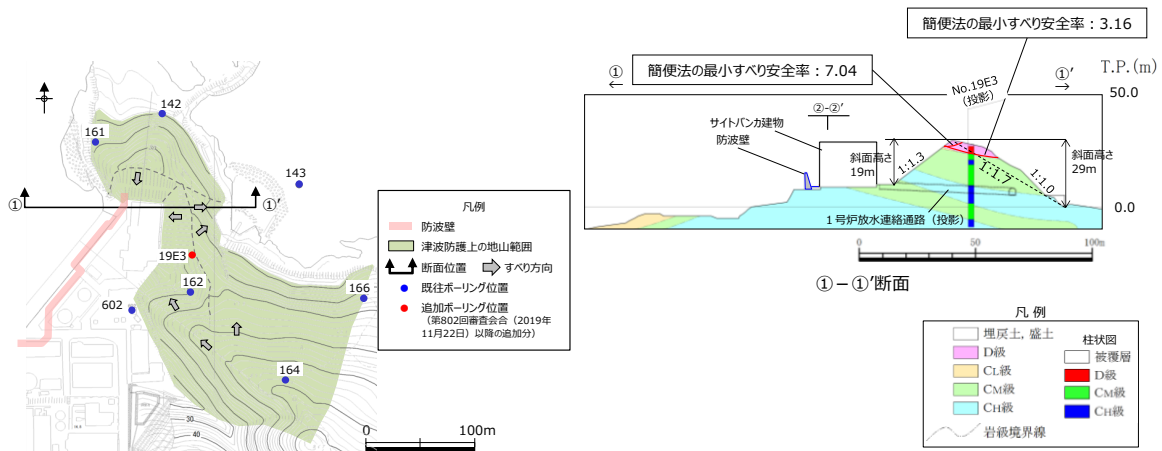 142
161
143
①
①′
19E3
162
166
602
164
30
40
0
100m
凡例
防波壁
津波防護上の地山範囲
断面位置
すべり方向
既往ボーリング位置
追加ボーリング位置
（第802回審査会合（2019年
11月22日）以降の追加分）
簡便法の最小すべり安全率：3.16
簡便法の最小すべり安全率：7.04
T.P.(m)
①
①′
No.19E3
（投影）
50.0
②-②′
サイトバンカ建物
防波壁
斜面高さ
19m
1:1.3
1:1.7
1:1.0
斜面高さ
29m
0.0
１号炉放水連絡通路（投影）
0
50
100m
①－①′断面
凡 例
埋戻土，盛土
D級
CL級
CM級
CH級
岩級境界線
柱状図
被覆層
D級
CM級
CH級